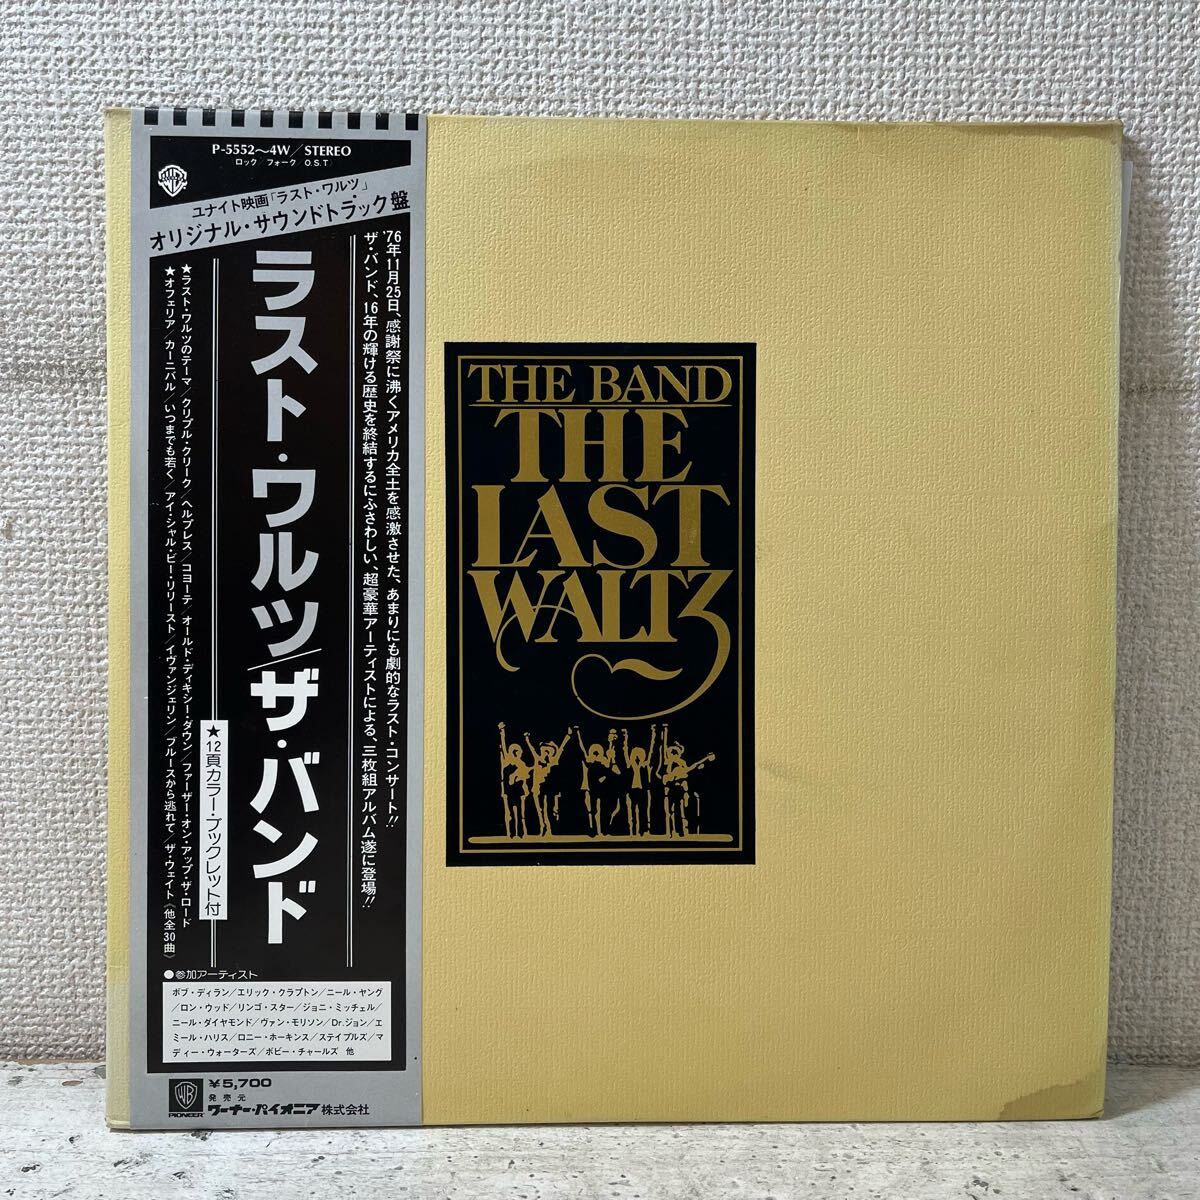 P-5552〜4W/STEREO
ロック フォーク O.S.T
ユナイト映画「ラスト・ワルツ」
オリジナル・サウンドトラック盤
'76年11月25日、感謝祭に沸くアメリカ全土を感激させた、あまりにも劇的なラスト・コンサート!!
ザ・バンド、16年の輝ける歴史を終結するにふさわしい、超豪華アーティストによる、三枚組アルバム遂に登場!!
ラスト・ワルツ/ザ・バンド
★12頁カラー・ブックレット付
★ラスト・ワルツのテーマ/クリプル・クリーク/ヘルプレス/コヨーテ/オールド・ディキシー・ダウン/ファーザー・オン・アップ・ザ・ロード
★オフェリア/カーニバル/いつまでも若く/アイ・シャル・ビー・リリースト/イヴァンジェリン/ブルースから逃れて/ザ・ウェイト《他全30曲》
●参加アーティスト
ボブ・ディラン/エリック・クラプトン/ニール・ヤング
/ロン・ウッド/リンゴ・スター/ジョニ・ミッチェル/
ニール・ダイヤモンド/ヴァン・モリソン/Dr.ジョン/エ
ミール・ハリス/ロニー・ホーキンス/ステイプルズ/マ
ディー・ウォーターズ/ボビー・チャールズ 他
WB
PIONEER
¥5,700
発売元
ワーナー・パイオニア株式会社
THE BAND
THE
LAST
WALTZ